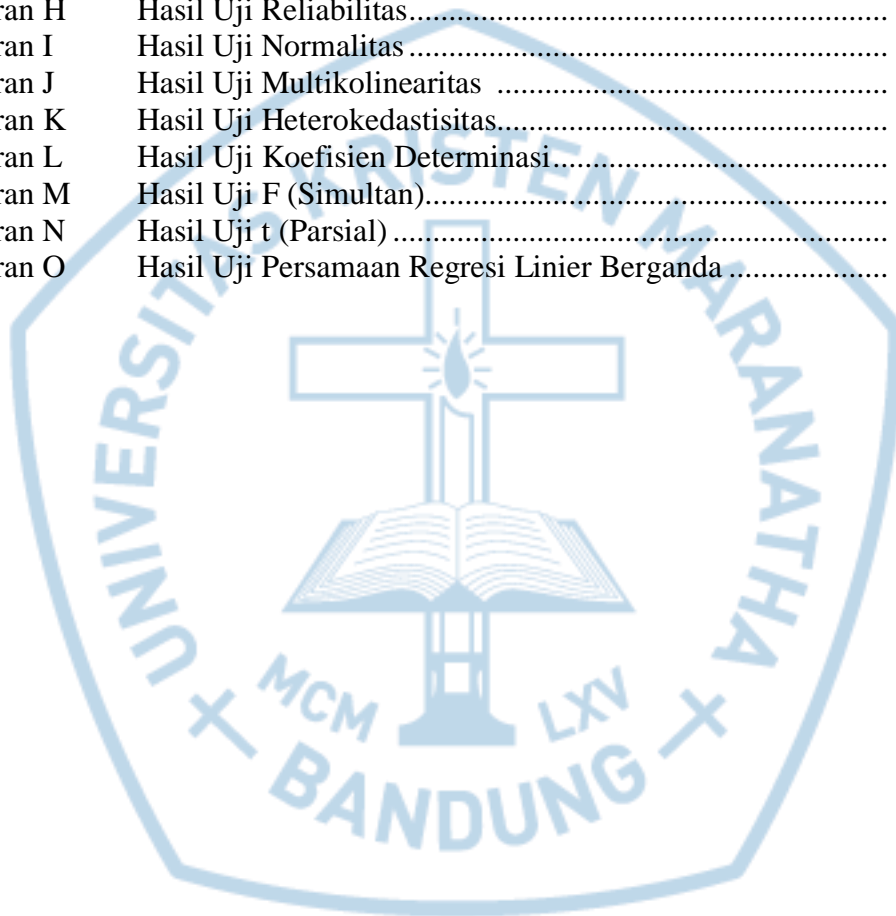 ran H Hasil Uji Reliabilitas................................................................
ran I Hasil Uji Normalitas................................................................
ran J Hasil Uji Multikolinearitas ....................................................
ran K Hasil Uji Heterokedastisitas....................................................
ran L Hasil Uji Koefisien Determinasi.............................................
ran M Hasil Uji F (Simultan).............................................................
ran N Hasil Uji t (Parsial) ..................................................................
ran O Hasil Uji Persamaan Regresi Linier Berganda .....................
UNIVERSITAS KRISTEN MARANATHA
MCM LXV
BANDUNG